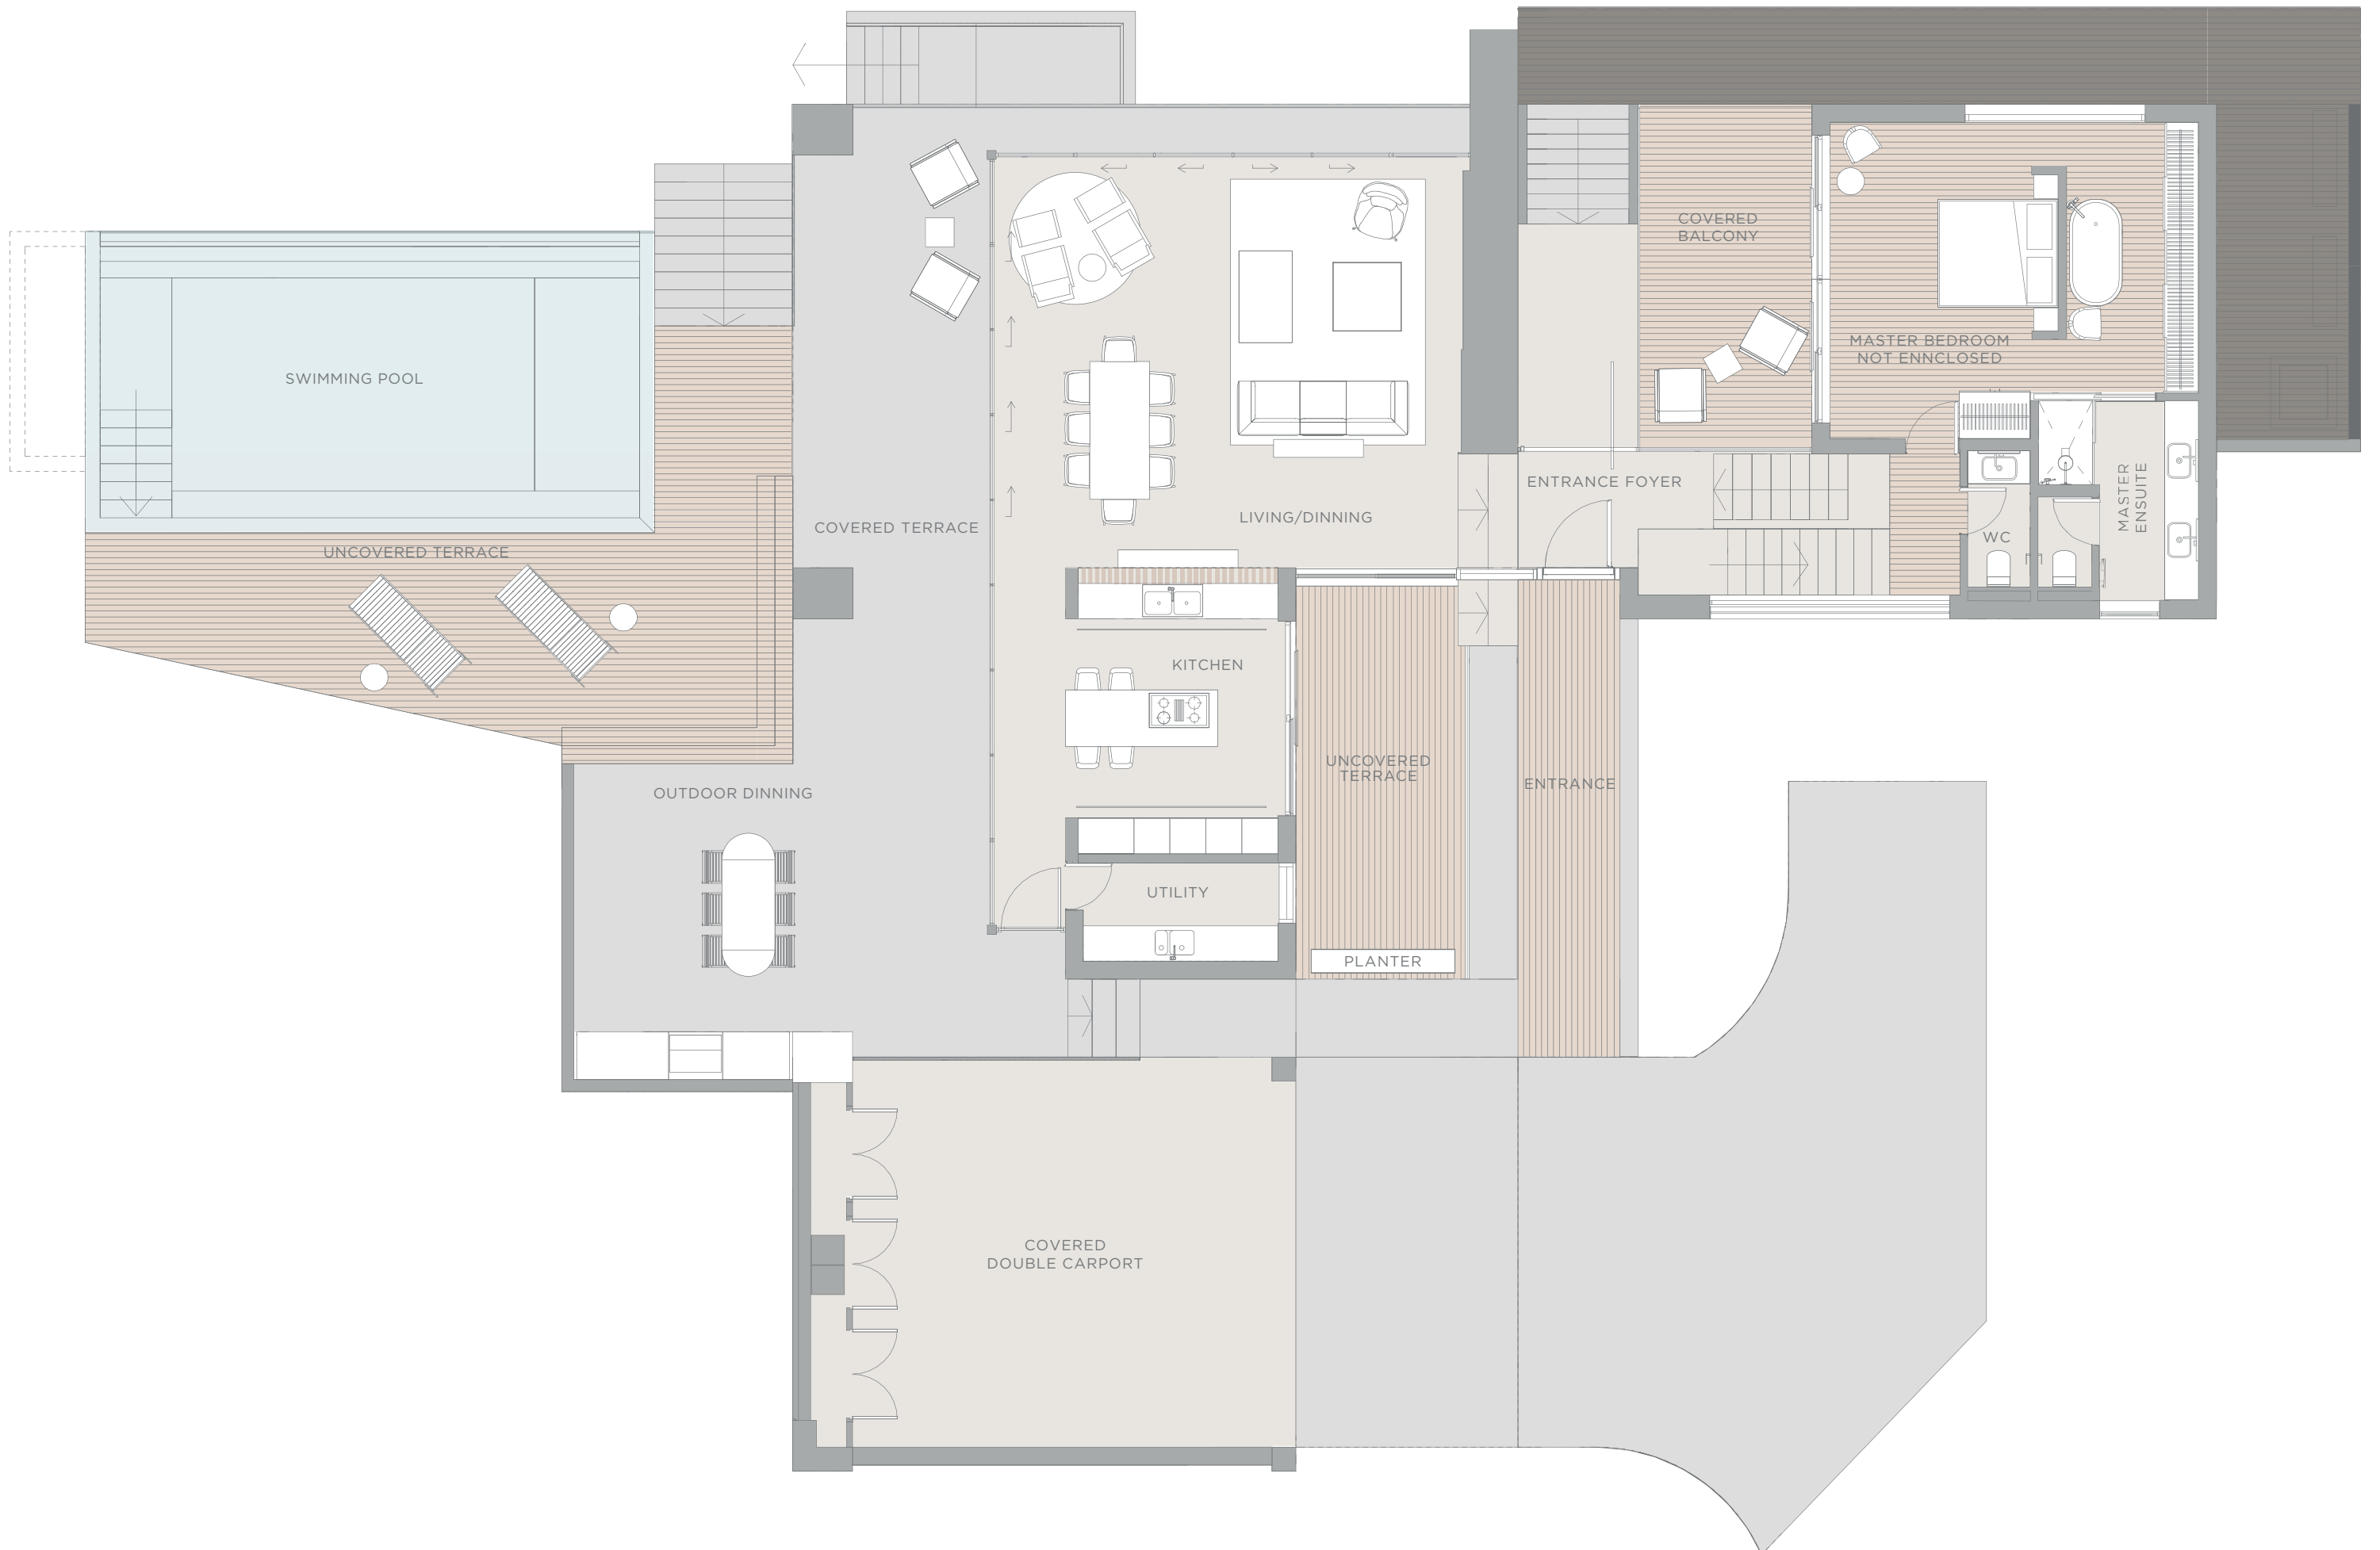 COVERED
BALCONY
MASTER BEDROOM
NOT ENNCLOSED
SWIMMING POOL
ENTRANCE FOYER
MASTER
ENSUITE
LIVING/DINNING
COVERED TERRACE
WC
UNCOVERED TERRACE
KITCHEN
UNCOVERED
TERRACE
ENTRANCE
OUTDOOR DINNING
UTILITY
PLANTER
COVERED
DOUBLE CARPORT